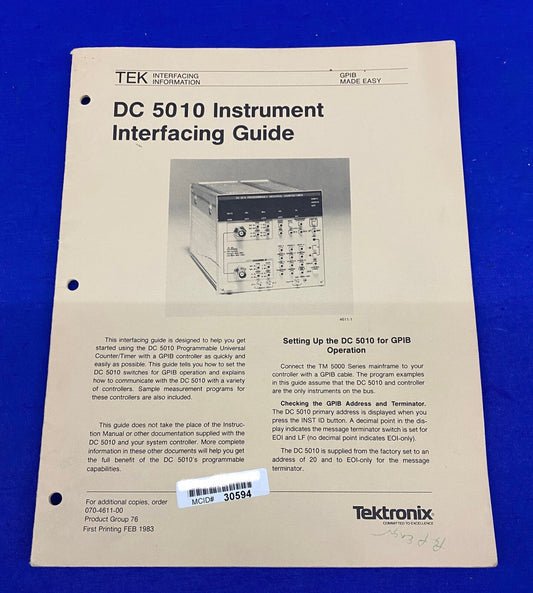 TEK INTERFACING
INFORMATION
GPIB
MADE EASY
DC 5010 Instrument
Interfacing Guide
4611-1
This interfacing guide is designed to help you get
started using the DC 5010 Programmable Universal
Counter/Timer with a GPIB controller as quickly and
easily as possible. This guide tells you how to set the
DC 5010 switches for GPIB operation and explains
how to communicate with the DC 5010 with a variety
of controllers. Sample measurement programs for
these controllers are also included.
This guide does not take the place of the Instruc-
tion Manual or other documentation supplied with the
DC 5010 and your system controller. More complete
information in these other documents will help you get
the full benefit of the DC 5010's programmable
capabilities.
Setting Up the DC 5010 for GPIB
Operation
Connect the TM 5000 Series mainframe to your
controller with a GPIB cable. The program examples
in this guide assume that the DC 5010 and controller
are the only instruments on the bus.
Checking the GPIB Address and Terminator.
The DC 5010 primary address is displayed when you
press the INST ID button. A decimal point in the dis-
play indicates the message terminator switch is set for
EOI and LF (no decimal point indicates EOI-only).
The DC 5010 is supplied from the factory set to an
address of 20 and to EOI-only for the message
terminator.
MCID# 30594
For additional copies, order
070-4611-00
Product Group 76
First Printing FEB 1983
Tektronix
COMMITTED TO EXCELLENCE